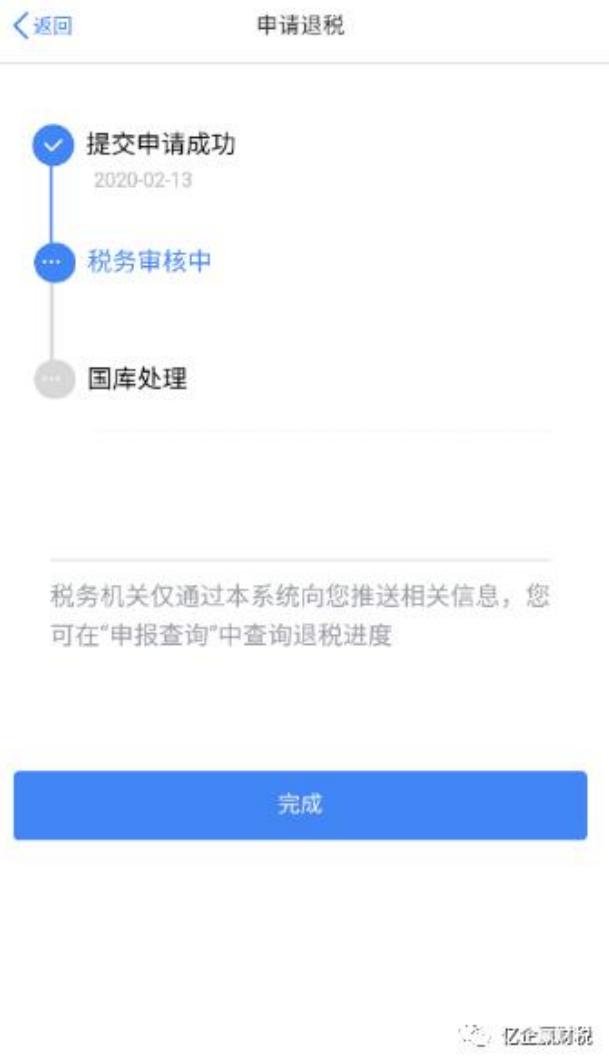 返回
申请退税
提交申请成功
2020-02-13
税务审核中
国库处理
税务机关仅通过本系统向您推送相关信息，您
可在“申报查询”中查询退税进度
完成
亿企赢财税